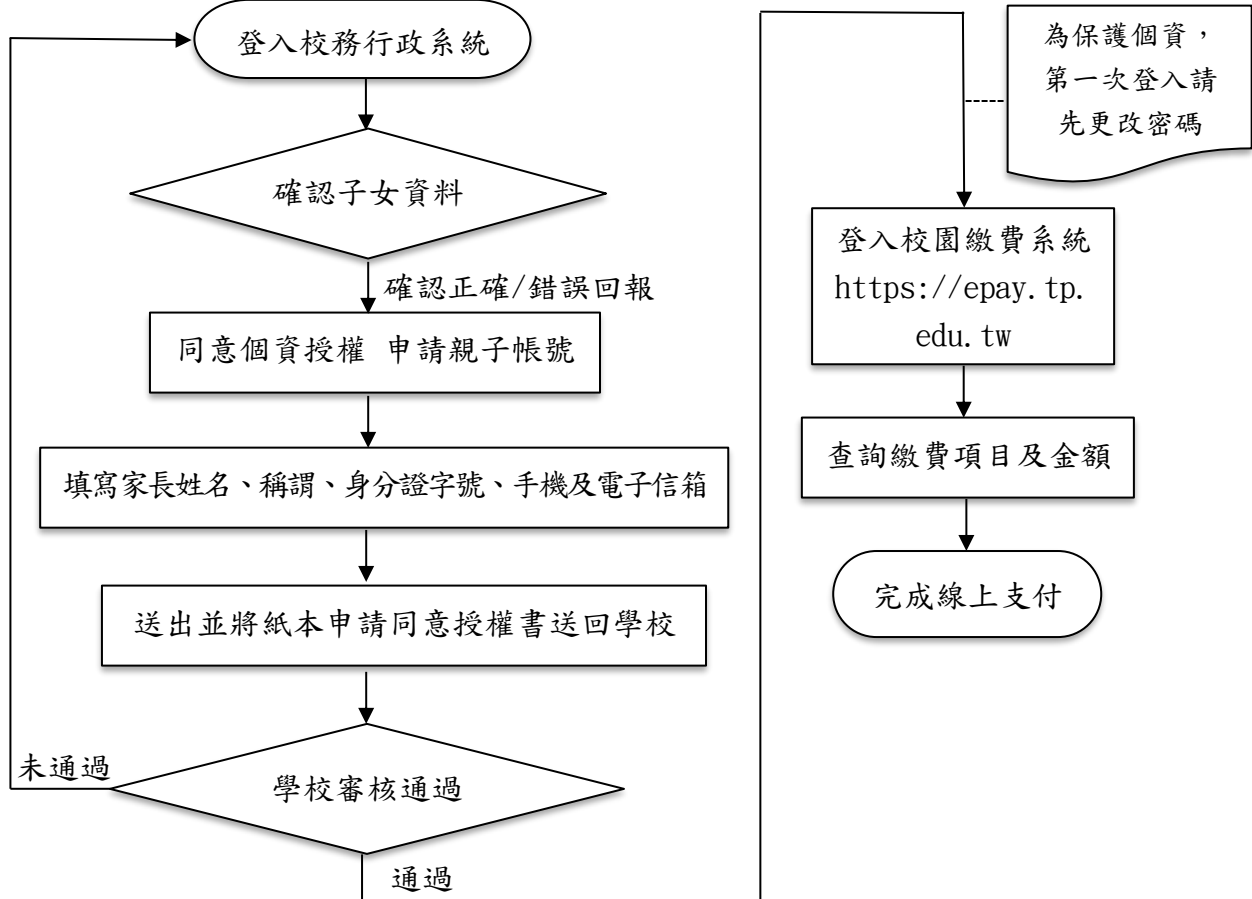 登入校務行政系統
確認子女資料
確認正確/錯誤回報
同意個資授權 申請親子帳號
填寫家長姓名、稱謂、身分證字號、手機及電子信箱
送出並將紙本申請同意授權書送回學校
未通過
學校審核通過
通過
為保護個資，
第一次登入請
先更改密碼
登入校園繳費系統
https://epay.tp.
edu.tw
查詢繳費項目及金額
完成線上支付